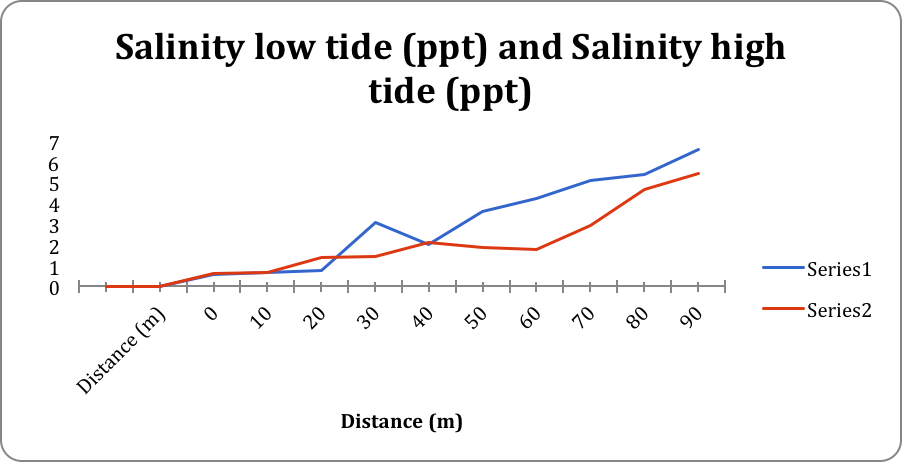 Salinity low tide (ppt) and Salinity high
tide (ppt)
7
6
5
4
3
2
1
0
Distance (m) 0 10 20 30 40 50 60 70 80 90
Distance (m)
Series1
Series2